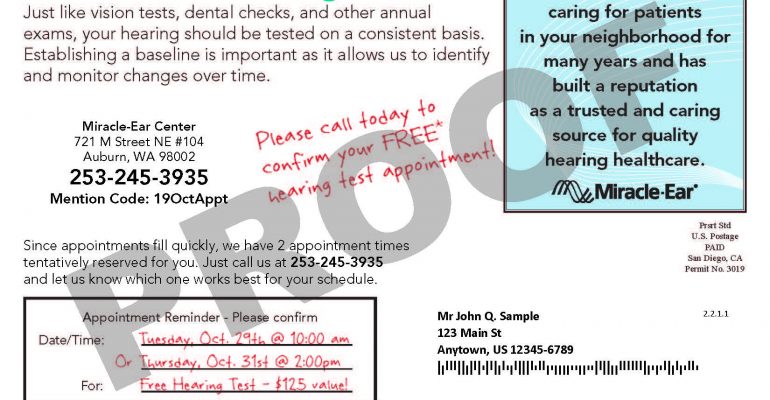 Just like vision tests, dental checks, and other annual
exams, your hearing should be tested on a consistent basis.
Establishing a baseline is important as it allows us to identify
and monitor changes over time.
caring for patients
in your neighborhood for
many years and has
built a reputation
as a trusted and caring
source for quality
hearing healthcare.
Miracle-Ear®
Miracle-Ear Center
721 M Street NE #104
Auburn, WA 98002
253-245-3935
Mention Code: 19OctAppt
Please call today to
confirm your FREE*
hearing test appointment!
PROOF
Prsrt Std
U.S. Postage
PAID
San Diego, CA
Permit No. 3019
Since appointments fill quickly, we have 2 appointment times
tentatively reserved for you. Just call us at 253-245-3935
and let us know which one works best for your schedule.
Appointment Reminder - Please confirm
Date/Time: Tuesday, Oct. 29th @ 10:00 am
Or Thursday, Oct. 31st @ 2:00pm
For: Free Hearing Test - $125 value!
2.2.1.1
Mr John Q. Sample
123 Main St
Anytown, US 12345-6789